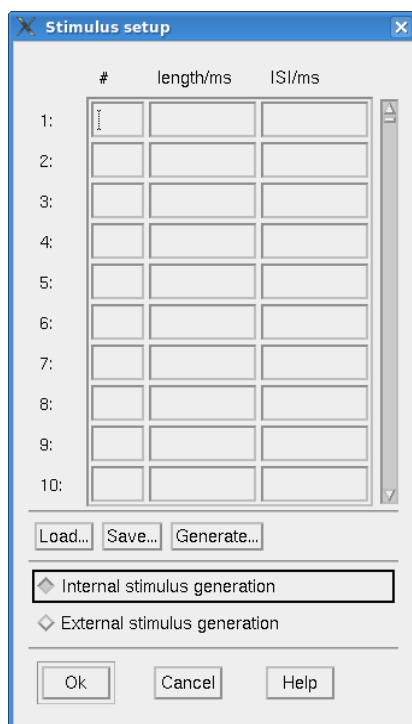 Stimulus setup
# length/ms ISI/ms
1:
2:
3:
4:
5:
6:
7:
8:
9:
10:
Load... Save... Generate...
Internal stimulus generation
External stimulus generation
Ok Cancel Help